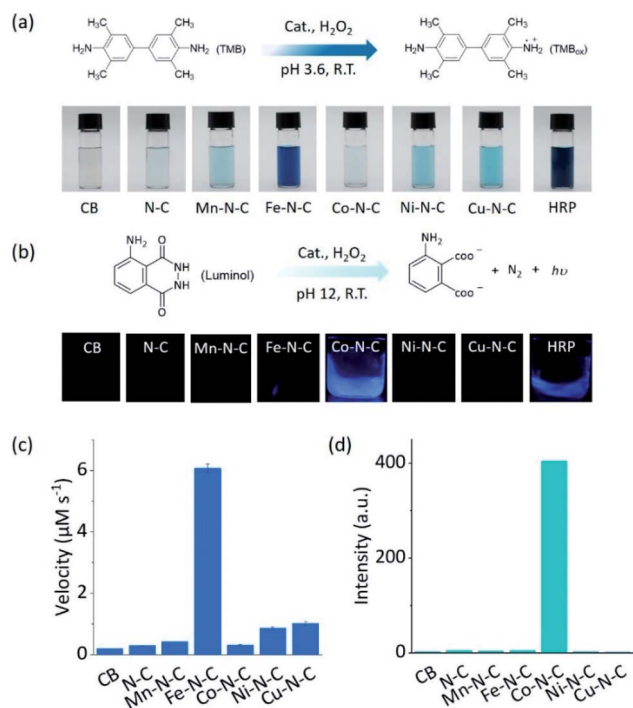 (a)
CH₃
CH₃
CH₃
CH₃
H₂N
NH₂ (TMB)
Cat., H₂O₂
pH 3.6, R.T.
H₂N
NH₂ (TMBox)
CH₃
CH₃
H₃C
H₃C
H₃C
H₃C
CB N-C Mn-N-C Fe-N-C Co-N-C Ni-N-C Cu-N-C HRP
(b)
NH₂ O
NH
NH
O
(Luminol)
Cat., H₂O₂
pH 12, R.T.
NH₂
COO⁻
COO⁻
+ N₂ + hυ
CB N-C Mn-N-C Fe-N-C Co-N-C Ni-N-C Cu-N-C HRP
(c)
Velocity (μM s⁻¹)
6
4
2
0
CB N-C Mn-N-C Fe-N-C Co-N-C Ni-N-C Cu-N-C
(d)
Intensity (a.u.)
400
200
0
CB N-C Mn-N-C Fe-N-C Co-N-C Ni-N-C Cu-N-C